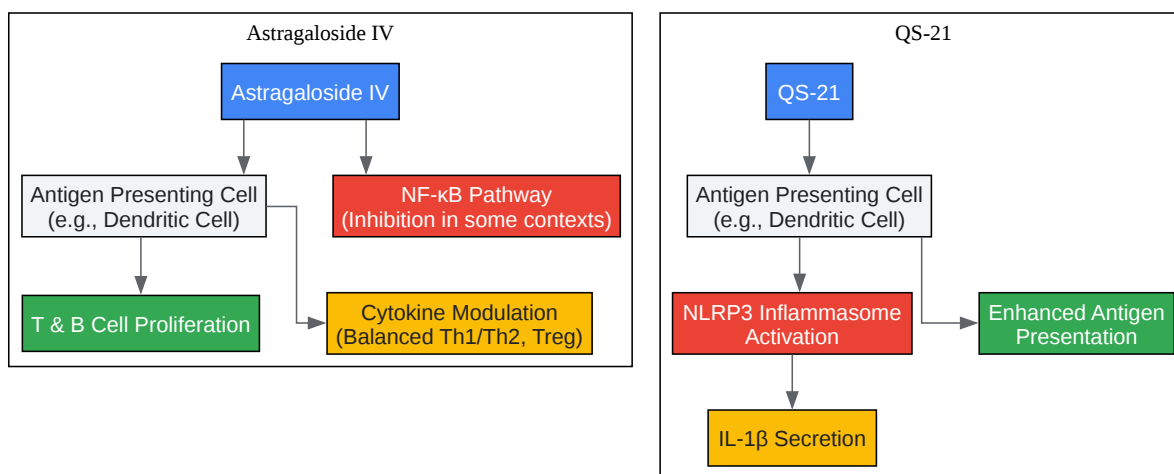 Astragaloside IV
Astragaloside IV
Antigen Presenting Cell
(e.g., Dendritic Cell)
NF-κB Pathway
(Inhibition in some contexts)
T & B Cell Proliferation
Cytokine Modulation
(Balanced Th1/Th2, Treg)
QS-21
QS-21
Antigen Presenting Cell
(e.g., Dendritic Cell)
NLRP3 Inflammasome
Activation
Enhanced Antigen
Presentation
IL-1β Secretion